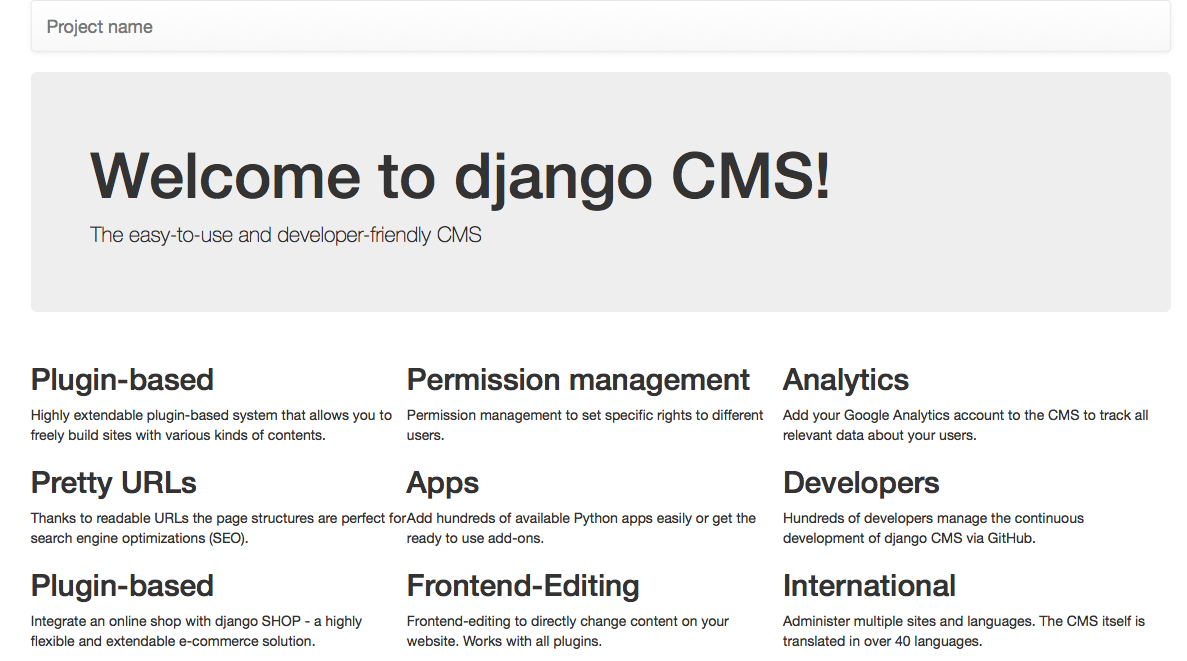 Project name
Welcome to django CMS!
The easy-to-use and developer-friendly CMS
Plugin-based
Highly extendable plugin-based system that allows you to
freely build sites with various kinds of contents.
Permission management
Permission management to set specific rights to different
users.
Analytics
Add your Google Analytics account to the CMS to track all
relevant data about your users.
Pretty URLs
Thanks to readable URLs the page structures are perfect for
search engine optimizations (SEO).
Apps
Add hundreds of available Python apps easily or get the
ready to use add-ons.
Developers
Hundreds of developers manage the continuous
development of django CMS via GitHub.
Plugin-based
Integrate an online shop with django SHOP - a highly
flexible and extendable e-commerce solution.
Frontend-Editing
Frontend-editing to directly change content on your
website. Works with all plugins.
International
Administer multiple sites and languages. The CMS itself is
translated in over 40 languages.